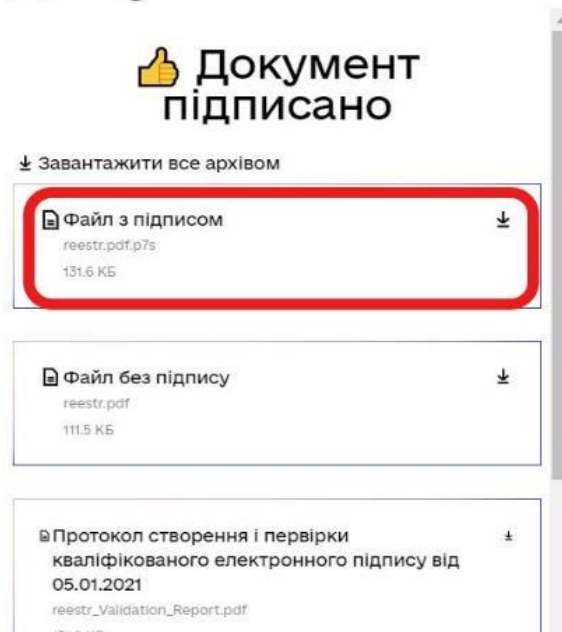 👍 Документ
підписано
Завантажити все архівом
Файл з підписом
reestr.pdf.p7s
131.6 КБ
Файл без підпису
reestr.pdf
111.5 КБ
Протокол створення і первірки
кваліфікованого електронного підпису від
05.01.2021
reestr_Validation_Report.pdf